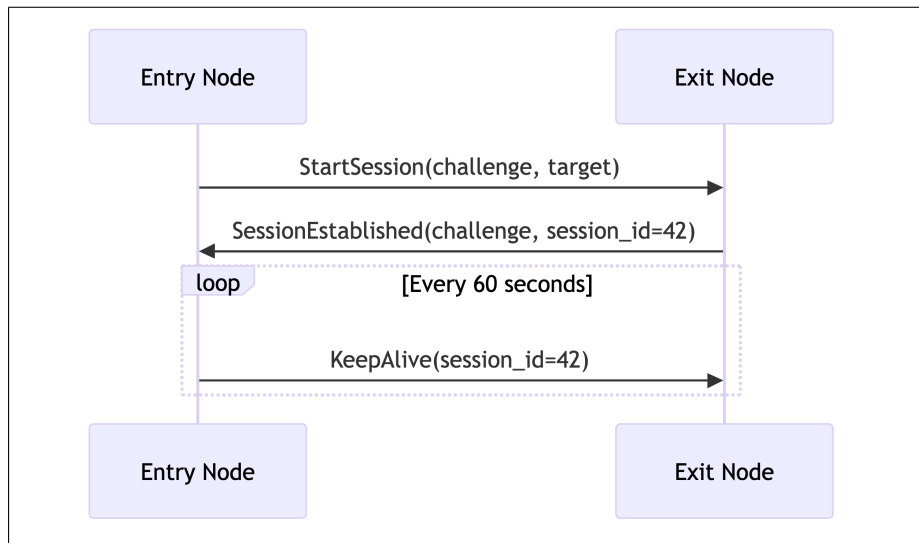 Entry Node
Exit Node
StartSession(challenge, target)
SessionEstablished(challenge, session_id=42)
loop
[Every 60 seconds]
KeepAlive(session_id=42)
Entry Node
Exit Node